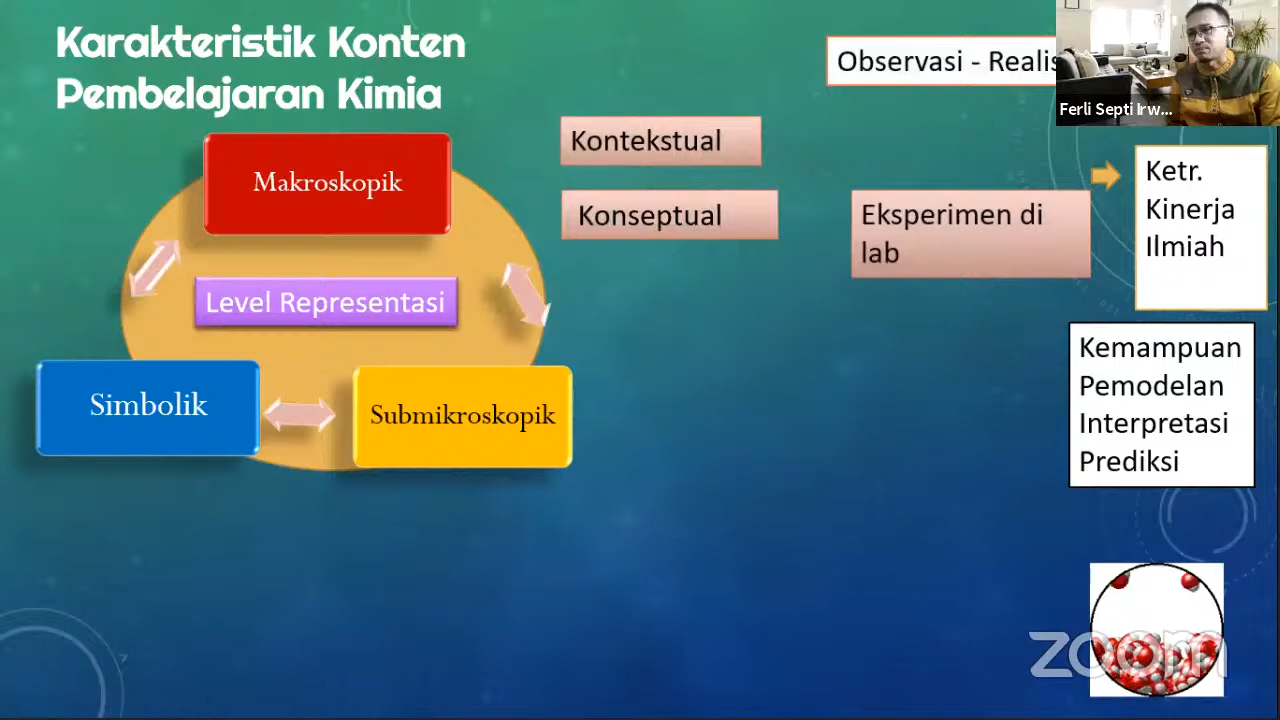 Karakteristik Konten
Pembelajaran Kimia
Observasi - Realis
Ferli Septi Irw...
Makroskopik
Kontekstual
Konseptual
Eksperimen di
lab
Ketr.
Kinerja
Ilmiah
Level Representasi
Simbolik
Submikroskopik
Kemampuan
Pemodelan
Interpretasi
Prediksi
zoom